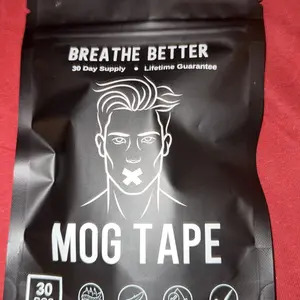 BREATHE BETTER
30 Day Supply • Lifetime Guarantee
MOG TAPE
30